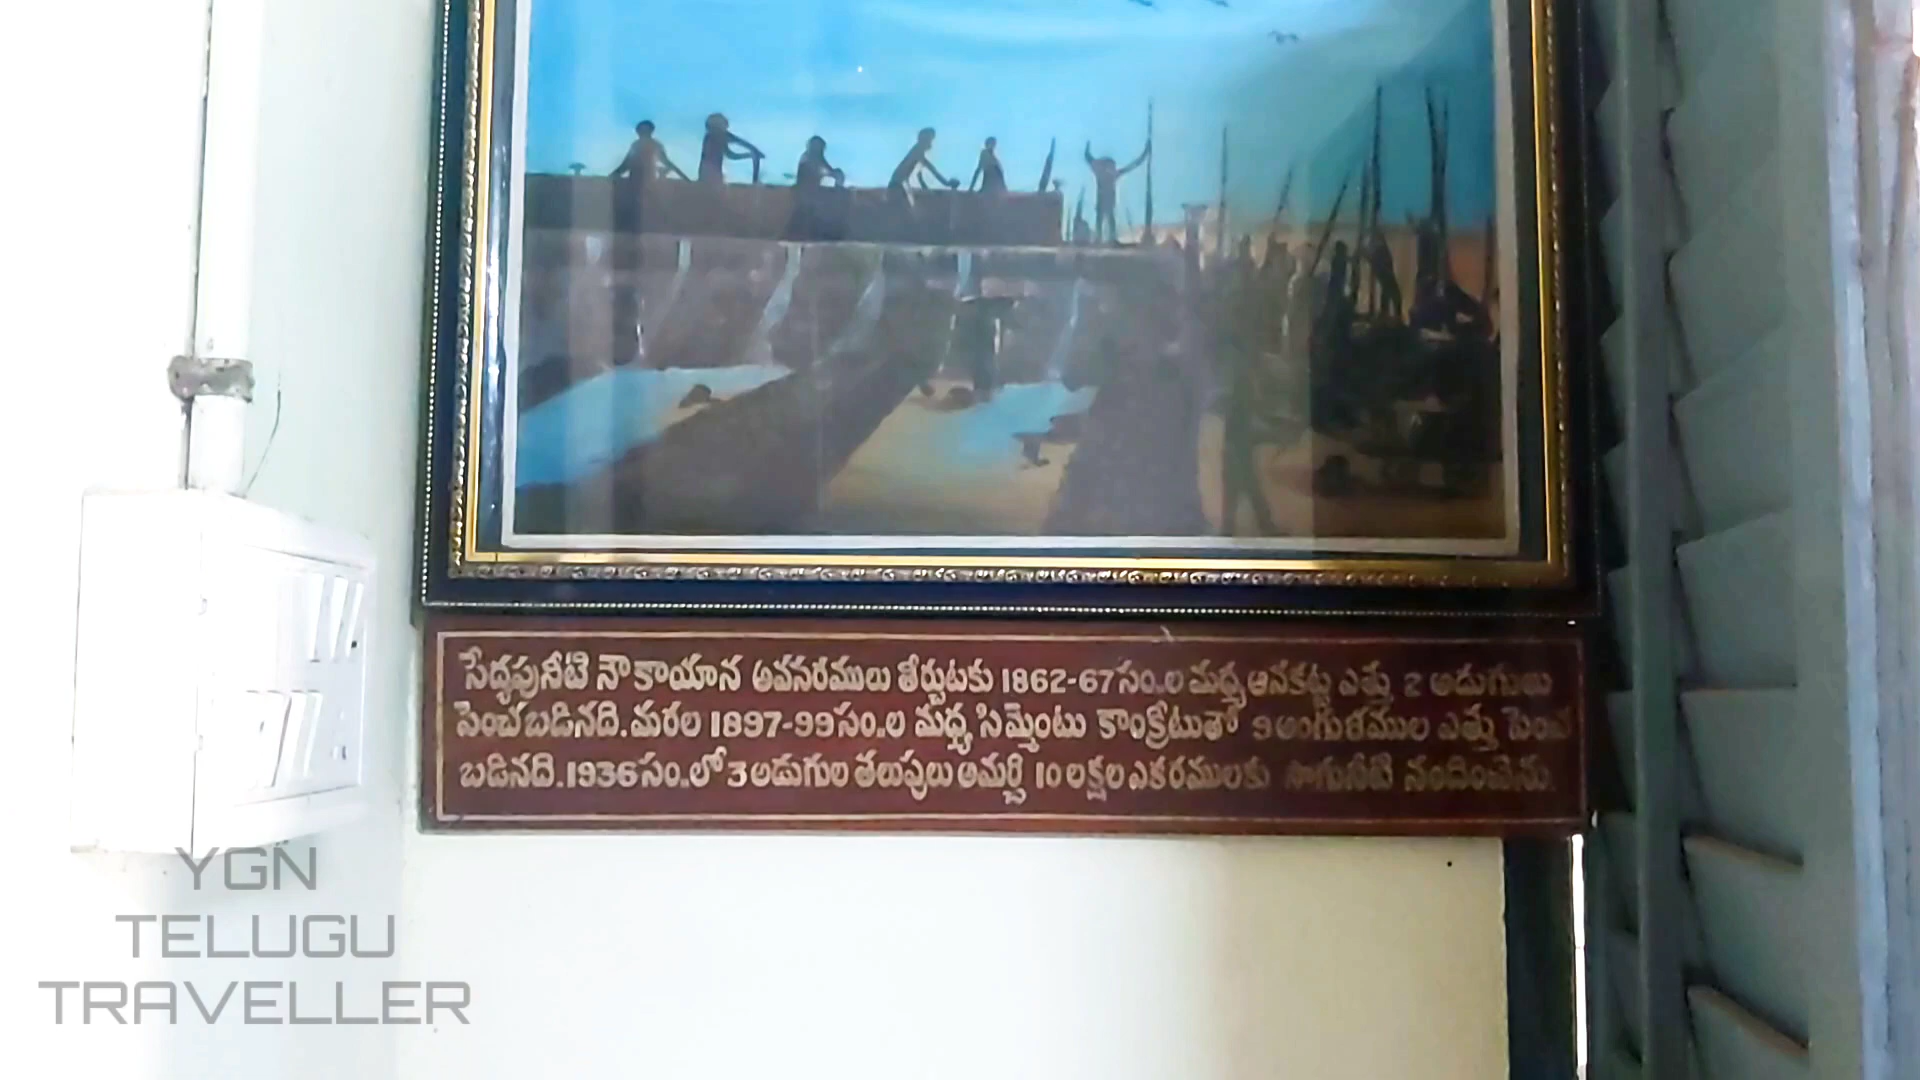 సేద్యపునీటి నౌకాయాన అవసరములు తీర్చుటకు 1862-67సం.ల మధ్య ఆనకట్ట ఎత్తు 2 అడుగులు
పెంచబడినది. మరల 1897-99సం.ల మధ్య సిమ్మెంటు కాంక్రీటుతో 9 అంగుళముల ఎత్తు పెంచ
బడినది. 1936సం.లో 3 అడుగుల తలుపులు అమర్చి 10 లక్షల ఎకరములకు సాగునీటి నందించెను.
YGN
TELUGU
TRAVELLER